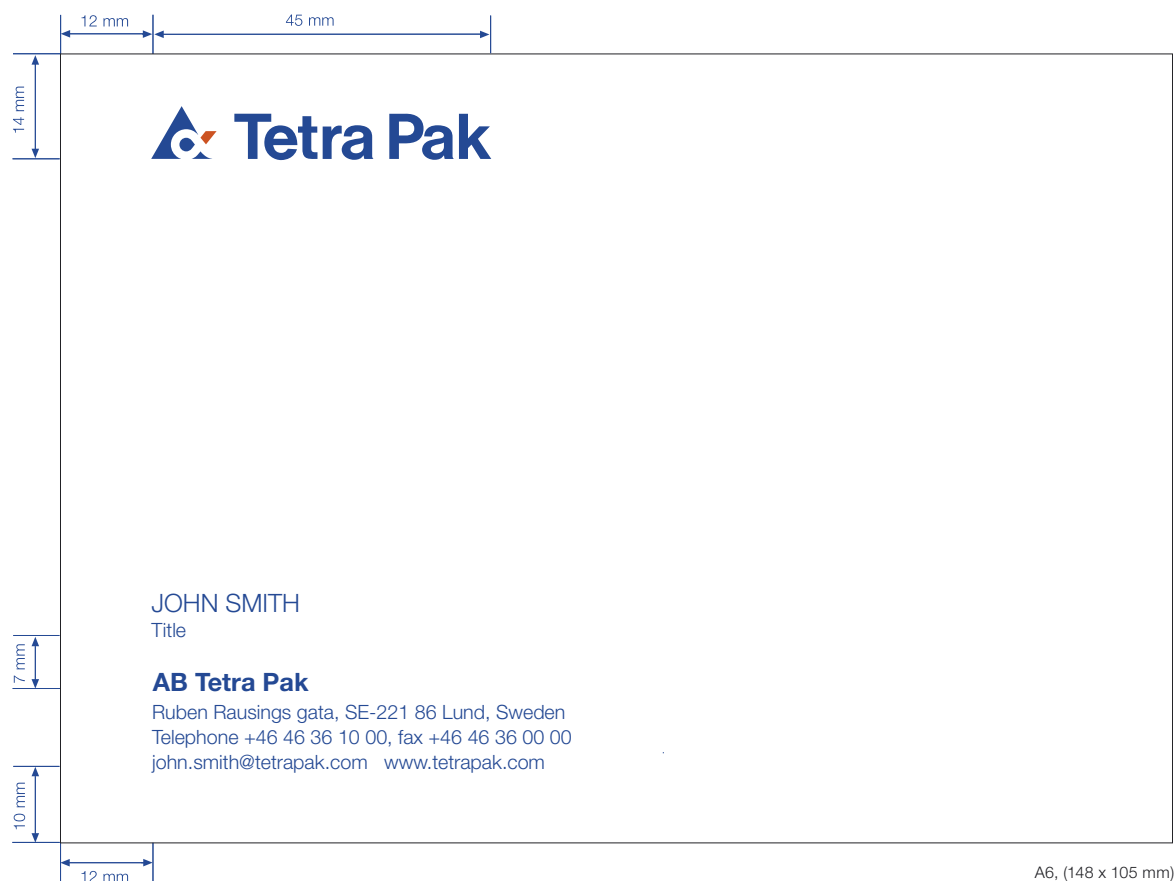 12 mm 45 mm
14 mm
Tetra Pak
JOHN SMITH
Title
7 mm
AB Tetra Pak
Ruben Rausings gata, SE-221 86 Lund, Sweden
Telephone +46 46 36 10 00, fax +46 46 36 00 00
john.smith@tetrapak.com www.tetrapak.com
10 mm
12 mm
A6, (148 x 105 mm)